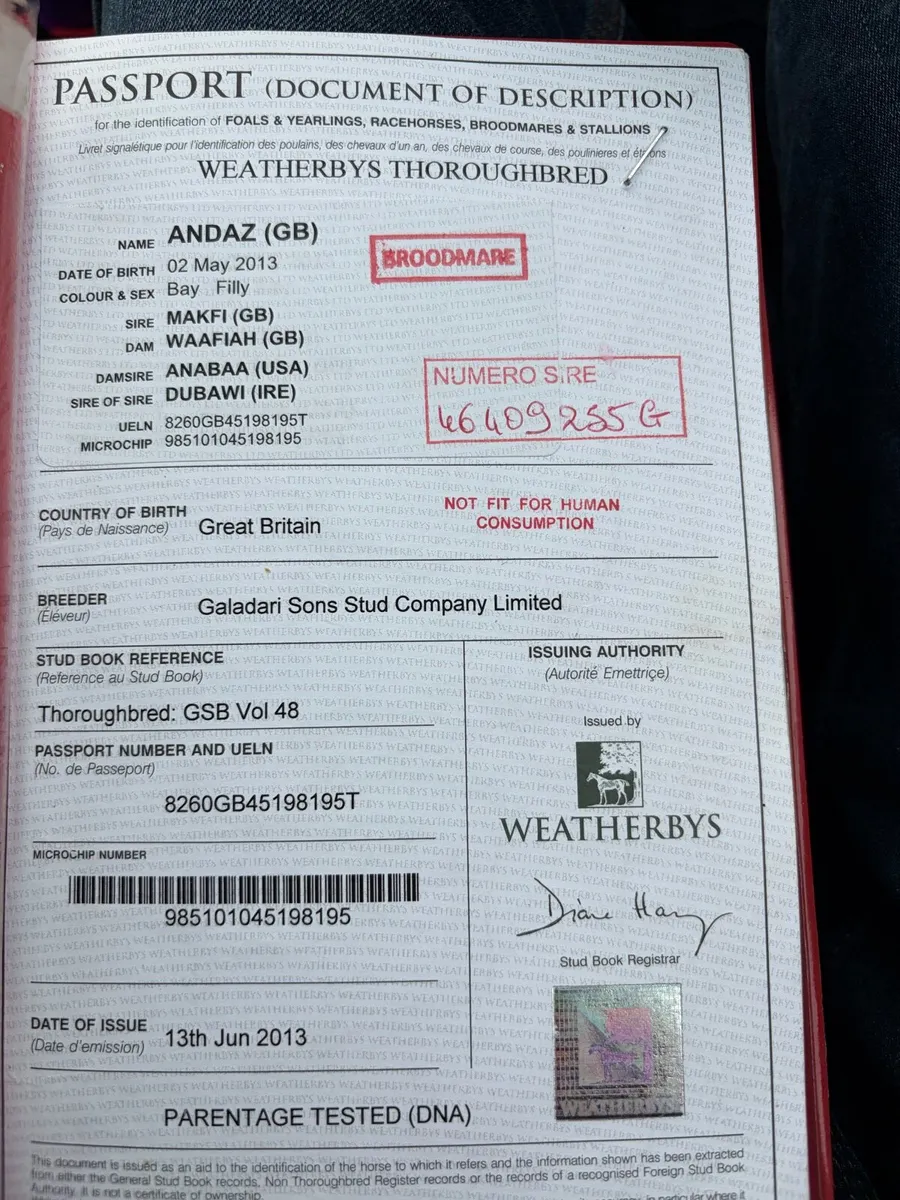 PASSPORT (DOCUMENT OF DESCRIPTION)
for the identification of FOALS & YEARLINGS, RACEHORSES, BROODMARES & STALLIONS
Livret signalétique pour l'identification des poulains, des chevaux d'un an, des chevaux de course, des poulinieres et étalons
WEATHERBYS THOROUGHBRED
NAME ANDAZ (GB)
BROODMARE
DATE OF BIRTH 02 May 2013
COLOUR & SEX Bay Filly
SIRE MAKFI (GB)
DAM WAAFIAH (GB)
DAMSIRE ANABAA (USA)
SIRE OF SIRE DUBAWI (IRE)
UELN 8260GB45198195T
MICROCHIP 985101045198195
NUMERO SIRE
46409255G
COUNTRY OF BIRTH
(Pays de Naissance) Great Britain
NOT FIT FOR HUMAN
CONSUMPTION
BREEDER
(Éleveur) Galadari Sons Stud Company Limited
STUD BOOK REFERENCE
(Reference au Stud Book)
Thoroughbred: GSB Vol 48
PASSPORT NUMBER AND UELN
(No. de Passeport)
8260GB45198195T
MICROCHIP NUMBER
985101045198195
DATE OF ISSUE
(Date d'emission) 13th Jun 2013
ISSUING AUTHORITY
(Autorité Emettriçe)
Issued by
WEATHERBYS
Stud Book Registrar
WEATHERBYS
PARENTAGE TESTED (DNA)
This document is issued as an aid to the identification of the horse to which it refers and the information shown has been extracted
from either the General Stud Book records, Non Thoroughbred Register records or the records of a recognised Foreign Stud Book
Authority. It is not a certificate of ownership.
in particular where it